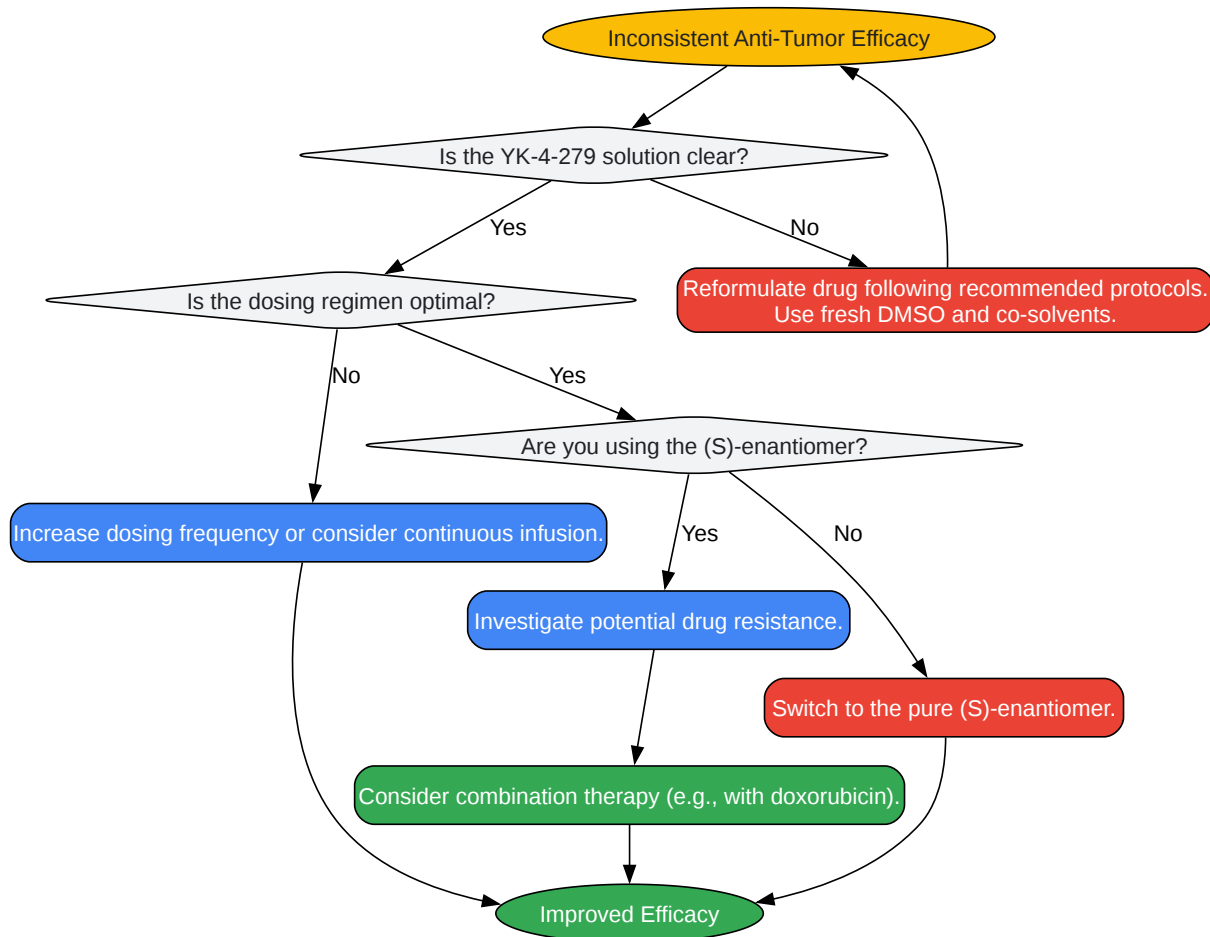 Inconsistent Anti-Tumor Efficacy
Is the YK-4-279 solution clear?
Yes
No
Is the dosing regimen optimal?
Reformulate drug following recommended protocols.
Use fresh DMSO and co-solvents.
No
Yes
Are you using the (S)-enantiomer?
Increase dosing frequency or consider continuous infusion.
Yes
No
Investigate potential drug resistance.
Switch to the pure (S)-enantiomer.
Consider combination therapy (e.g., with doxorubicin).
Improved Efficacy